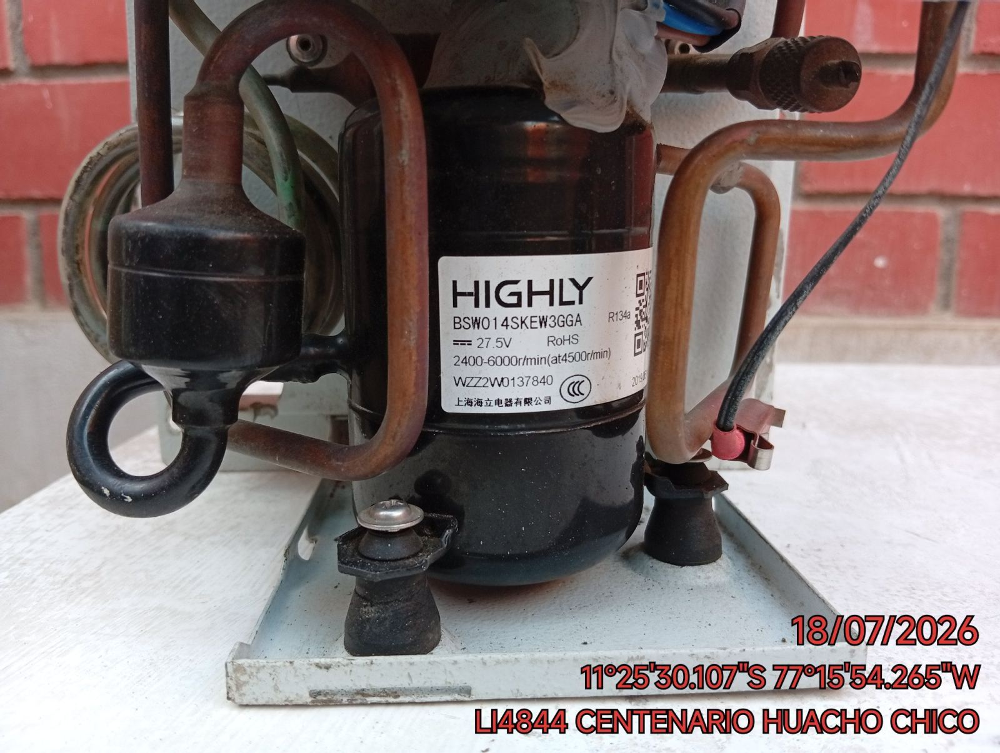 HIGHLY
BSW014SKEW3GGA R134a
27.5V RoHS
2400-6000r/min(at4500r/min)
WZZ2W0137840
上海海立电器有限公司
18/07/2026
11°25'30.107"S 77°15'54.265"W
LI4844 CENTENARIO HUACHO CHICO